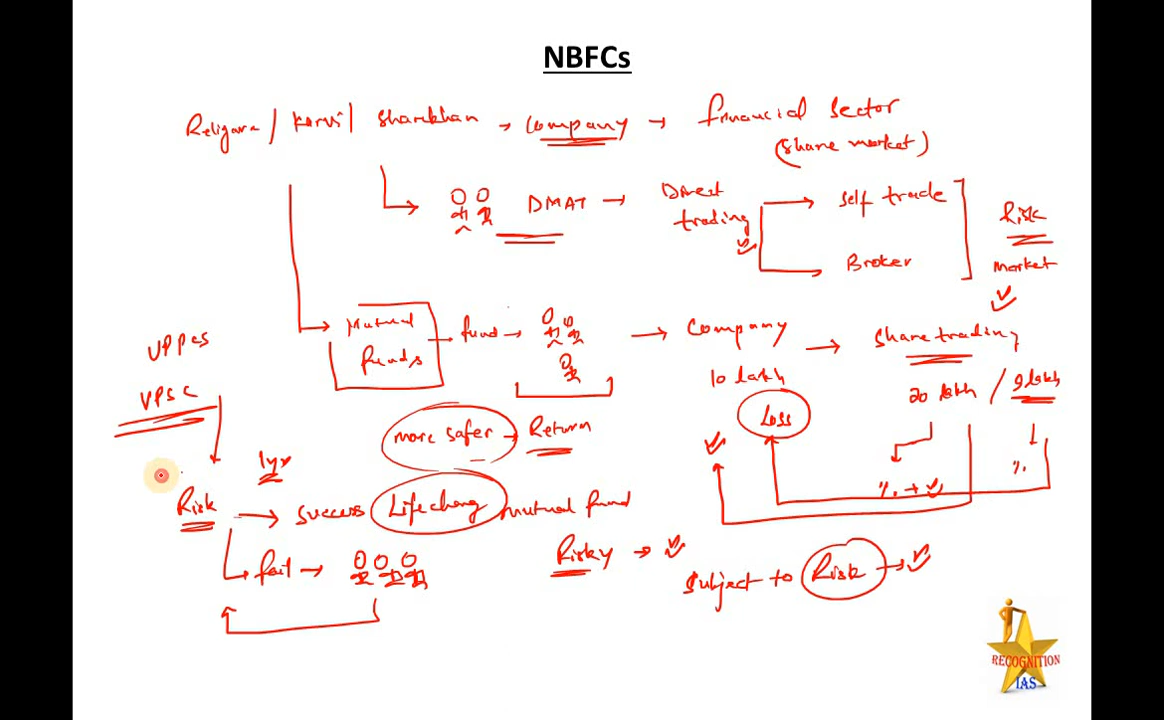 NBFCs
Religare / Karvi / Sharekhan → Company → financial sector
(Share market)
DMAT → Direct trading
Self trade
Broker
Risk
market
Mutual funds
fund →
→ Company → Share trading
10 lakh
20 lakh / 9 lakh
Loss
%. + ✓
%.
UPPCS
UPSC
more safer → Return
1yr
Risk → success Life chang mutual fund
fail →
Risky → ✓
Subject to Risk → ✓
RECOGNITION
IAS